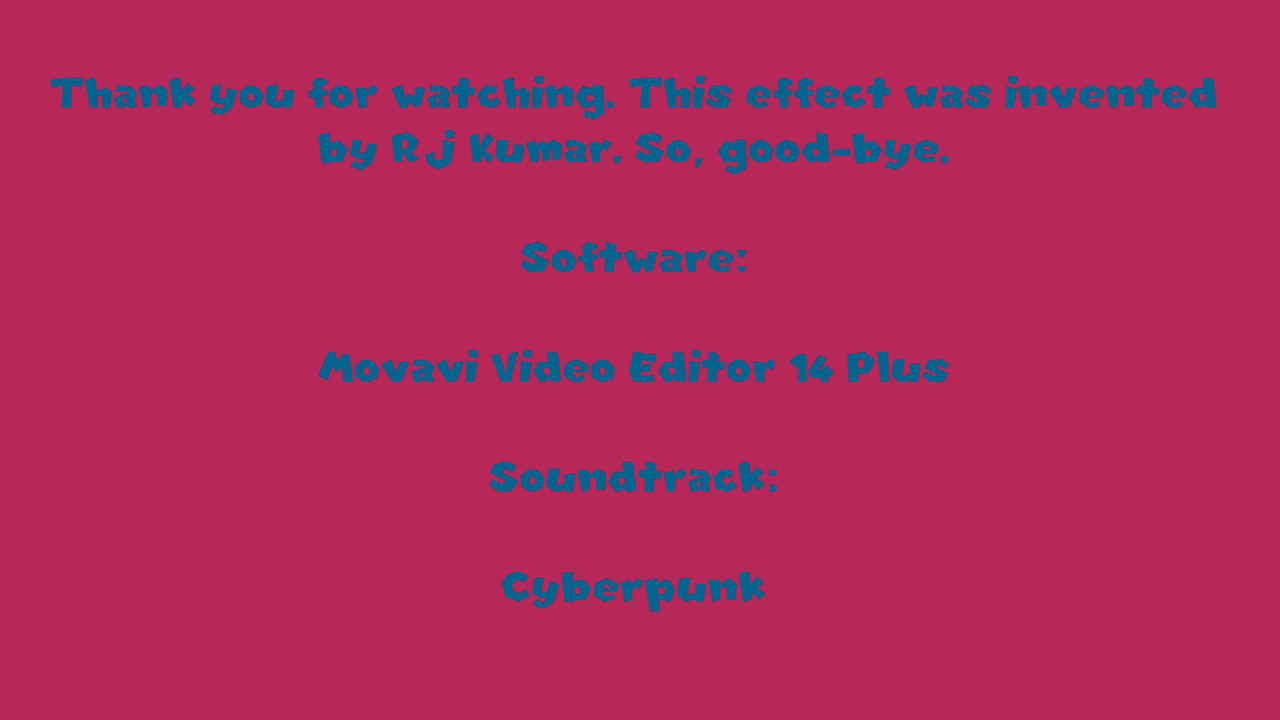 Thank you for watching. This effect was invented
by Rj Kumar. So, good-bye.
Software:
Movavi Video Editor 14 Plus
Soundtrack:
Cyberpunk